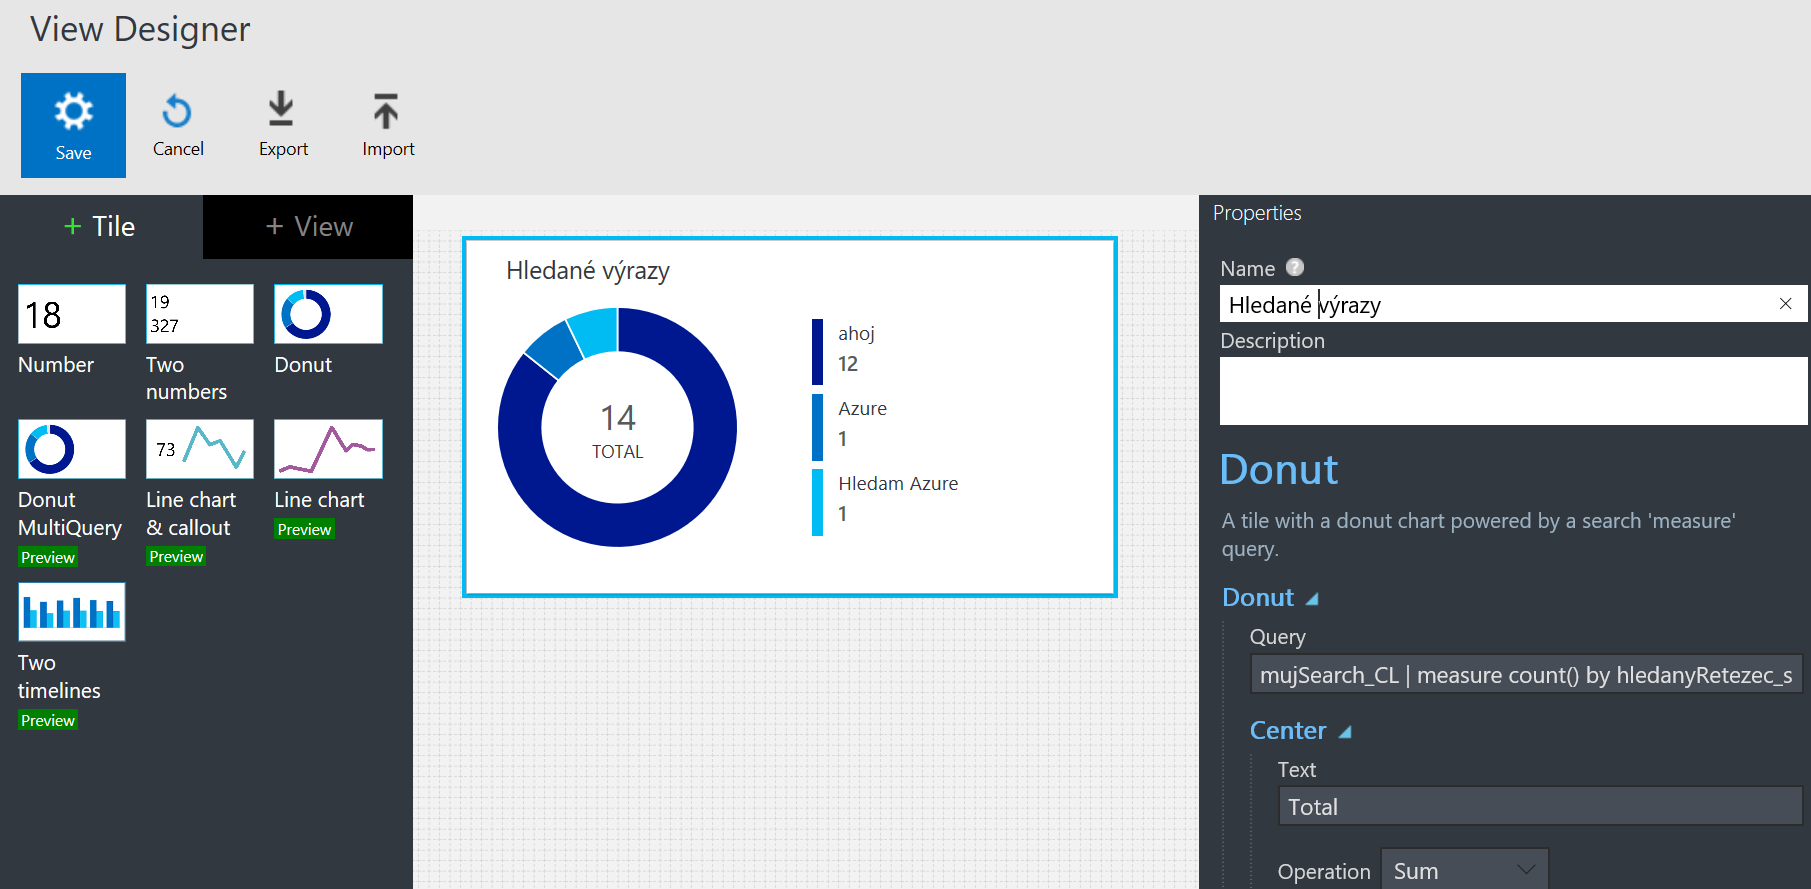 View Designer
Save
Cancel
Export
Import
+ Tile
+ View
18
Number
19
327
Two
numbers
Donut
Donut
MultiQuery
Preview
73
Line chart
& callout
Preview
Line chart
Preview
Two
timelines
Preview
Hledané výrazy
14
TOTAL
ahoj
12
Azure
1
Hledam Azure
1
Properties
Name ?
Hledané výrazy ×
Description
Donut
A tile with a donut chart powered by a search 'measure'
query.
Donut
Query
mujSearch_CL | measure count() by hledanyRetezec_s
Center
Text
Total
Operation Sum